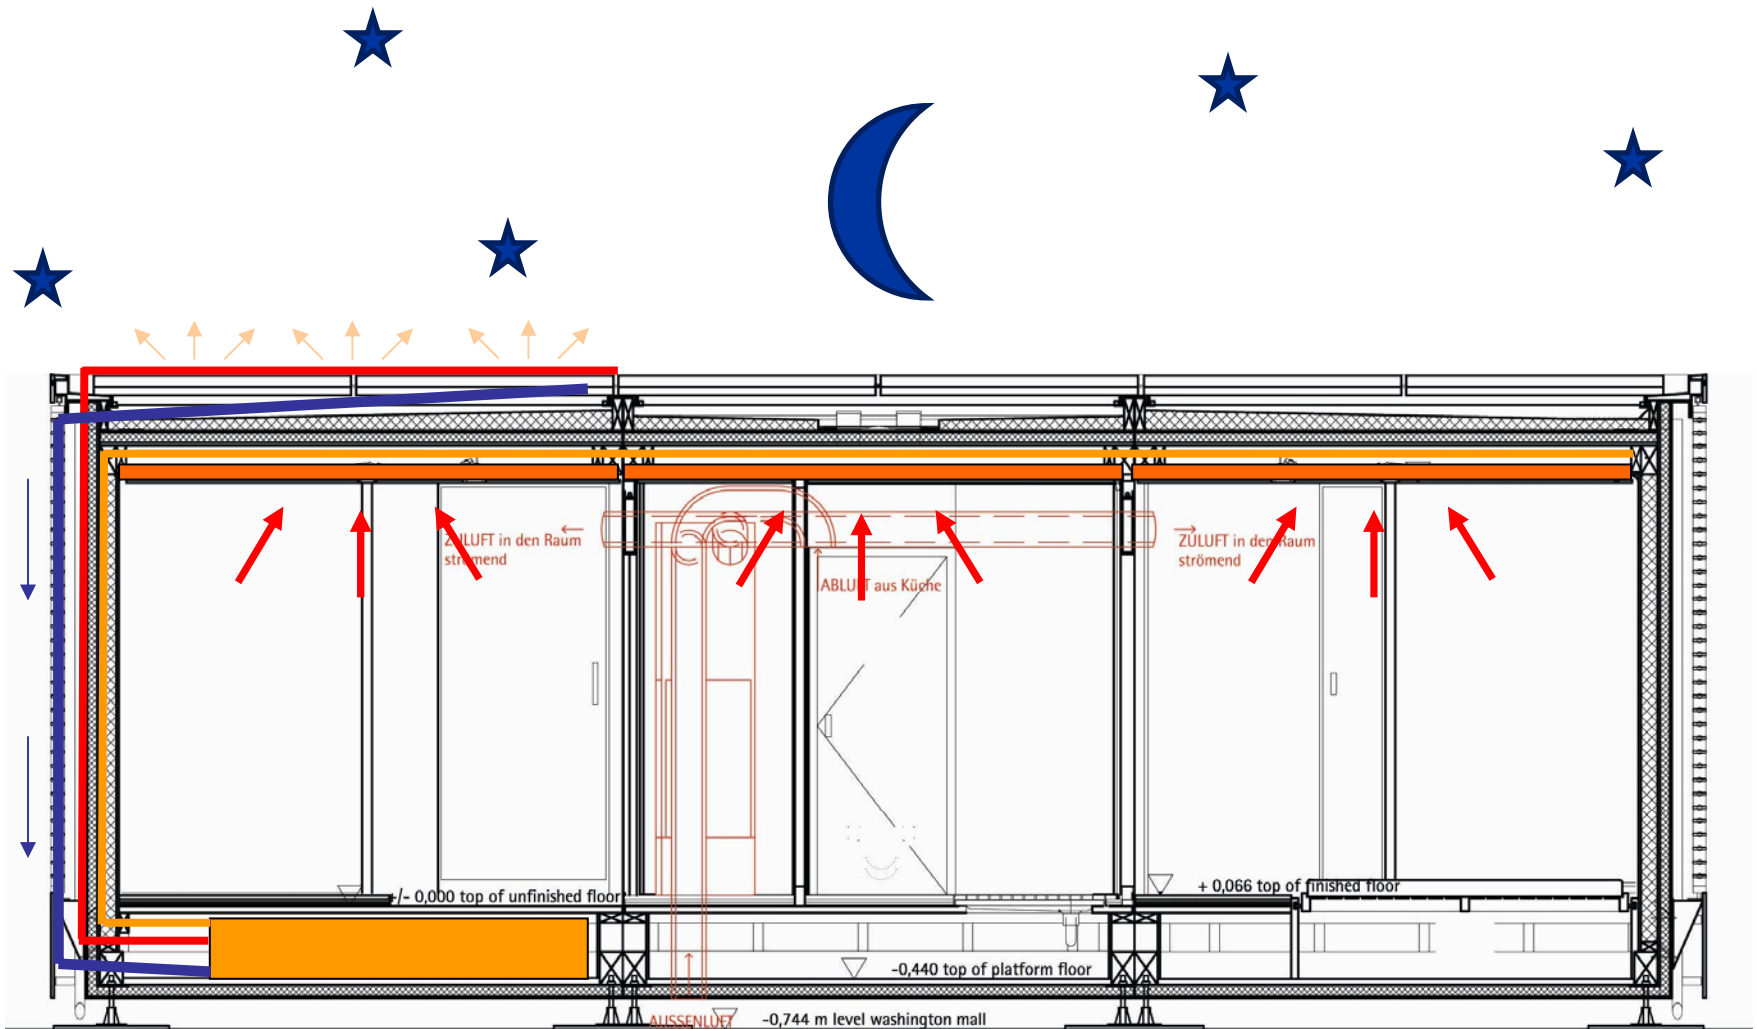 ZULUFT in den Raum
strömend
ZULUFT in den Raum
strömend
ABLUFT aus Küche
+/- 0,000 top of unfinished floor
+ 0,066 top of finished floor
-0,440 top of platform floor
AUSSENLUFT
-0,744 m level washington mall